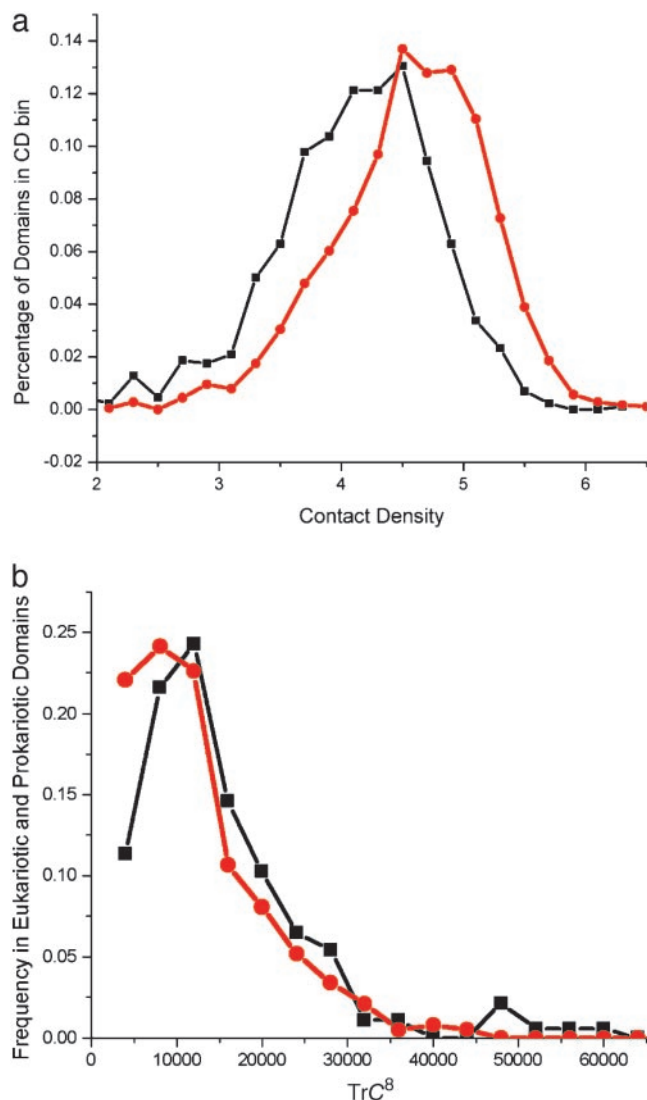 a
0.14
0.12
0.10
0.08
0.06
0.04
0.02
0.00
-0.02
Percentage of Domains in CD bin
2 3 4 5 6
Contact Density
b
0.25
0.20
0.15
0.10
0.05
0.00
Frequency in Eukariotic and Prokariotic Domains
0 10000 20000 30000 40000 50000 60000
TrC⁸